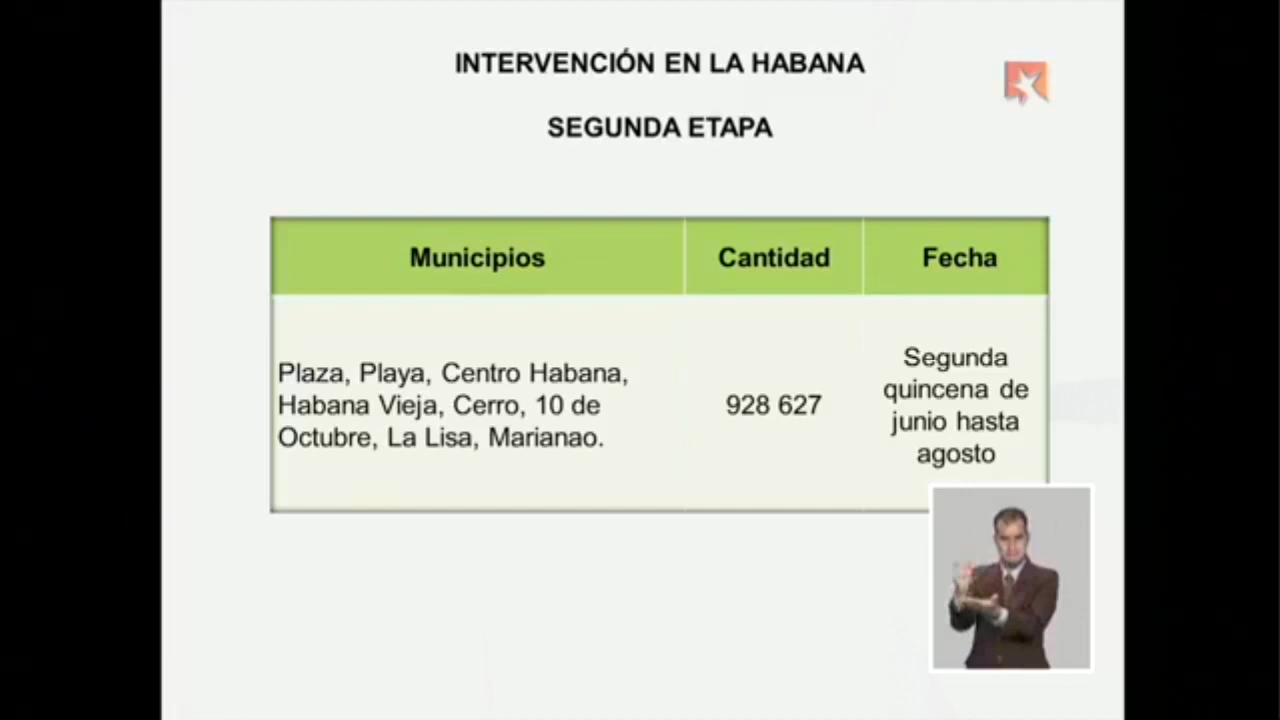 INTERVENCIÓN EN LA HABANA
SEGUNDA ETAPA
Municipios Cantidad Fecha
Plaza, Playa, Centro Habana,
Habana Vieja, Cerro, 10 de
Octubre, La Lisa, Marianao.
928 627
Segunda
quincena de
junio hasta
agosto